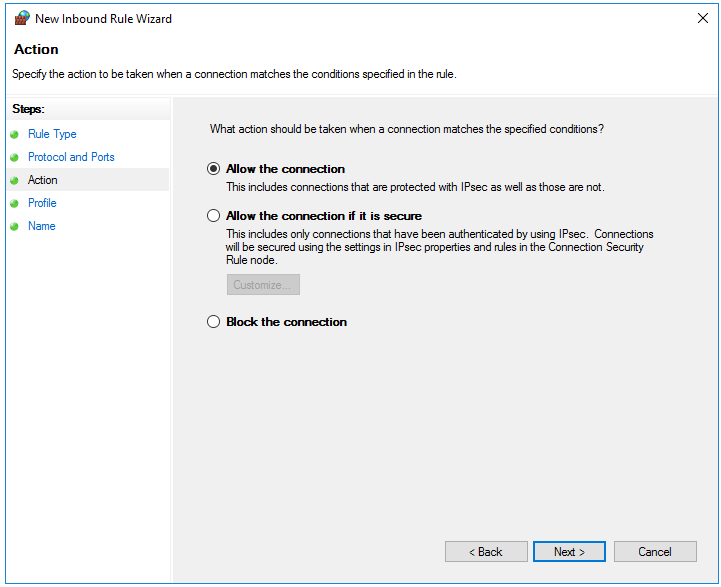 New Inbound Rule Wizard
Action
Specify the action to be taken when a connection matches the conditions specified in the rule.
Steps:
Rule Type
Protocol and Ports
Action
Profile
Name
What action should be taken when a connection matches the specified conditions?
Allow the connection
This includes connections that are protected with IPsec as well as those are not.
Allow the connection if it is secure
This includes only connections that have been authenticated by using IPsec.  Connections
will be secured using the settings in IPsec properties and rules in the Connection Security
Rule node.
Customize...
Block the connection
< Back
Next >
Cancel